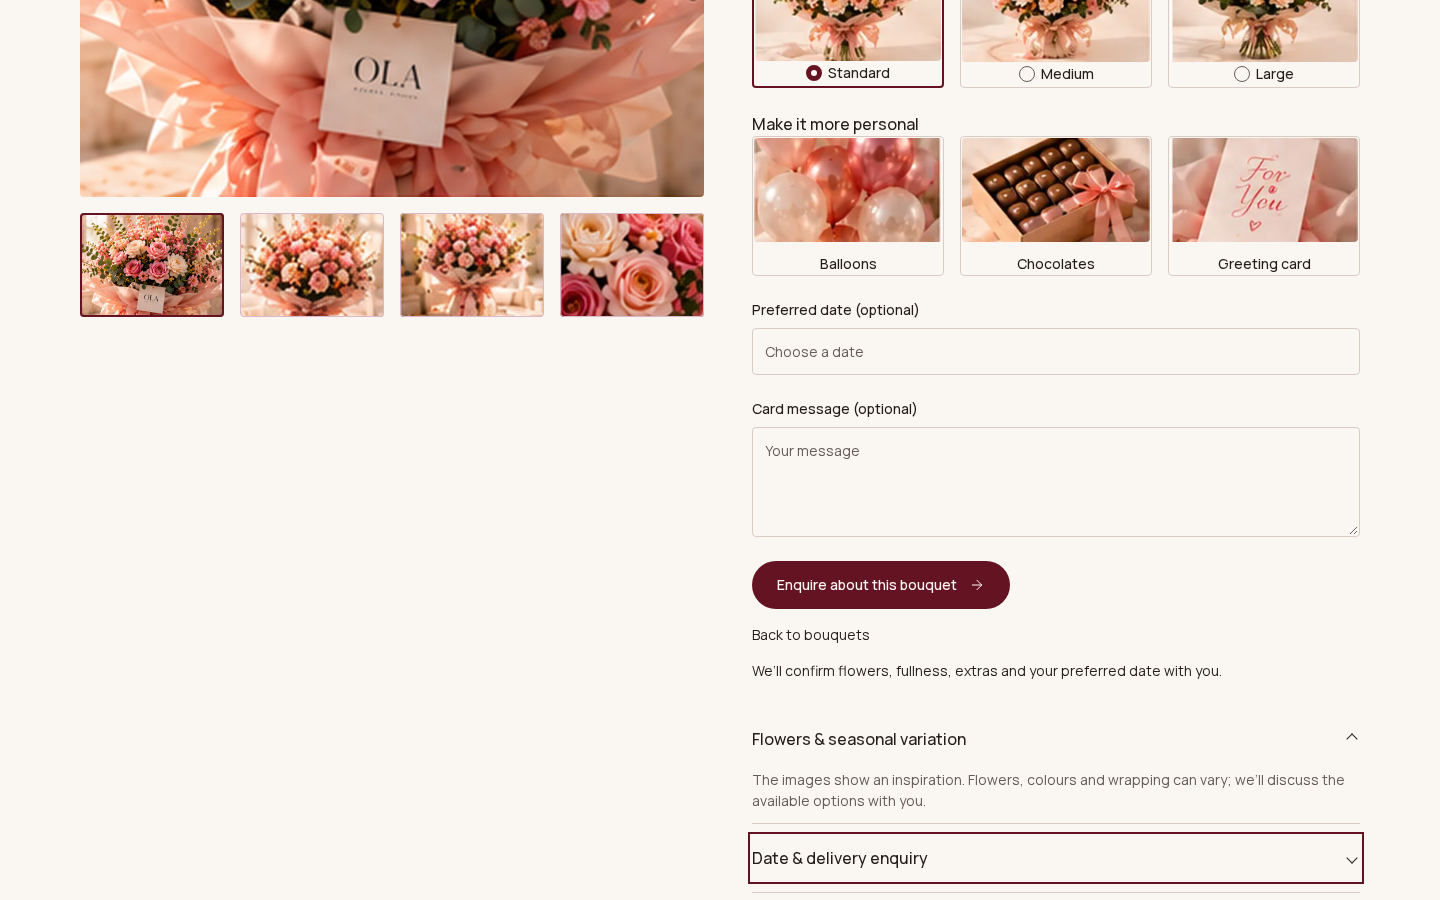 OLA
Standard
Medium
Large
Make it more personal
For
You
Balloons
Chocolates
Greeting card
OLA
Preferred date (optional)
Choose a date
Card message (optional)
Your message
Enquire about this bouquet
Back to bouquets
We'll confirm flowers, fullness, extras and your preferred date with you.
Flowers & seasonal variation
The images show an inspiration. Flowers, colours and wrapping can vary; we'll discuss the
available options with you.
Date & delivery enquiry